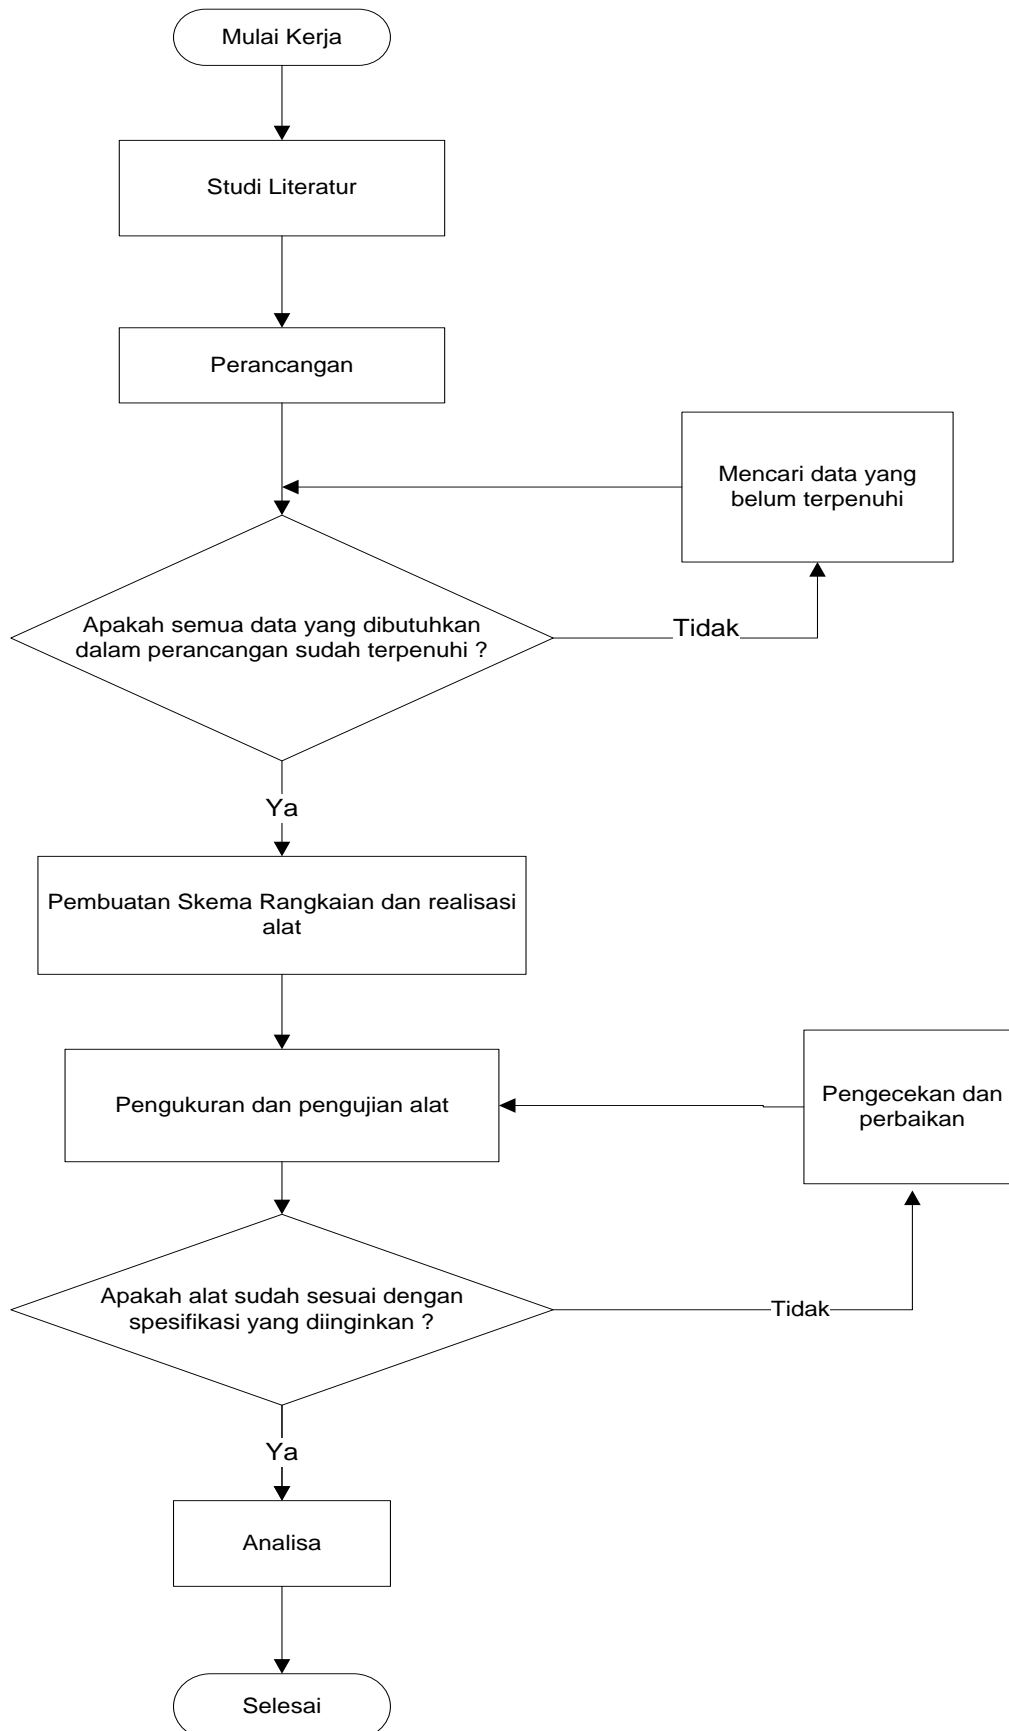 Mulai Kerja
Studi Literatur
Perancangan
Mencari data yang
belum terpenuhi
Apakah semua data yang dibutuhkan
dalam perancangan sudah terpenuhi ?
Tidak
Ya
Pembuatan Skema Rangkaian dan realisasi
alat
Pengukuran dan pengujian alat
Pengecekan dan
perbaikan
Apakah alat sudah sesuai dengan
spesifikasi yang diinginkan ?
Tidak
Ya
Analisa
Selesai